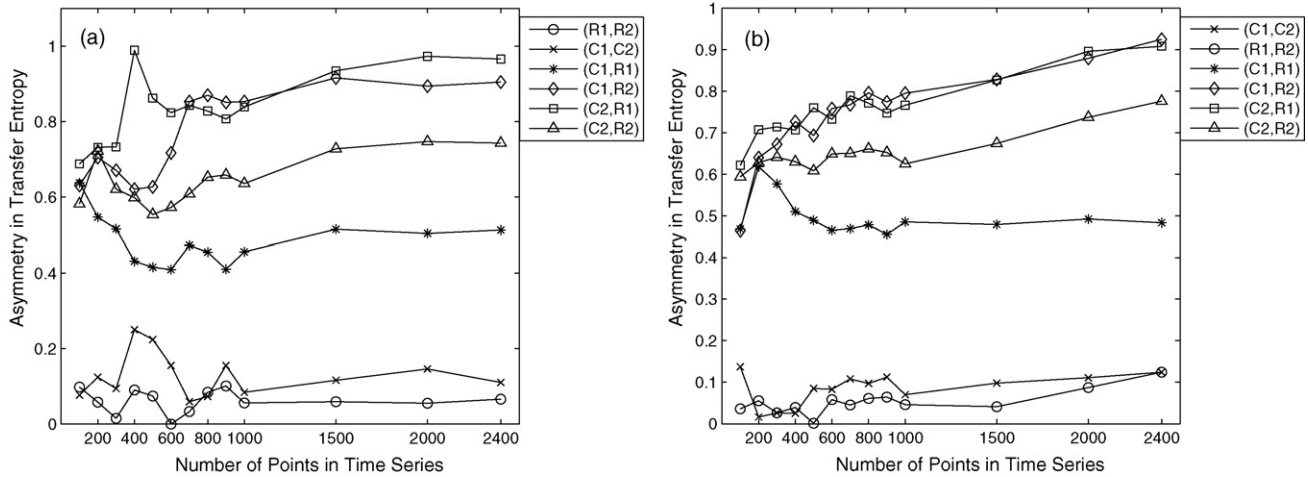 (a)
1
0.8
0.6
0.4
0.2
0
200 400 600 800 1000 1500 2000 2400
Asymmetry in Transfer Entropy
Number of Points in Time Series
(R1,R2)
(C1,C2)
(C1,R1)
(C1,R2)
(C2,R1)
(C2,R2)
(b)
1
0.9
0.8
0.7
0.6
0.5
0.4
0.3
0.2
0.1
0
200 400 600 800 1000 1500 2000 2400
Asymmetry in Transfer Entropy
Number of Points in Time Series
(C1,C2)
(R1,R2)
(C1,R1)
(C1,R2)
(C2,R1)
(C2,R2)